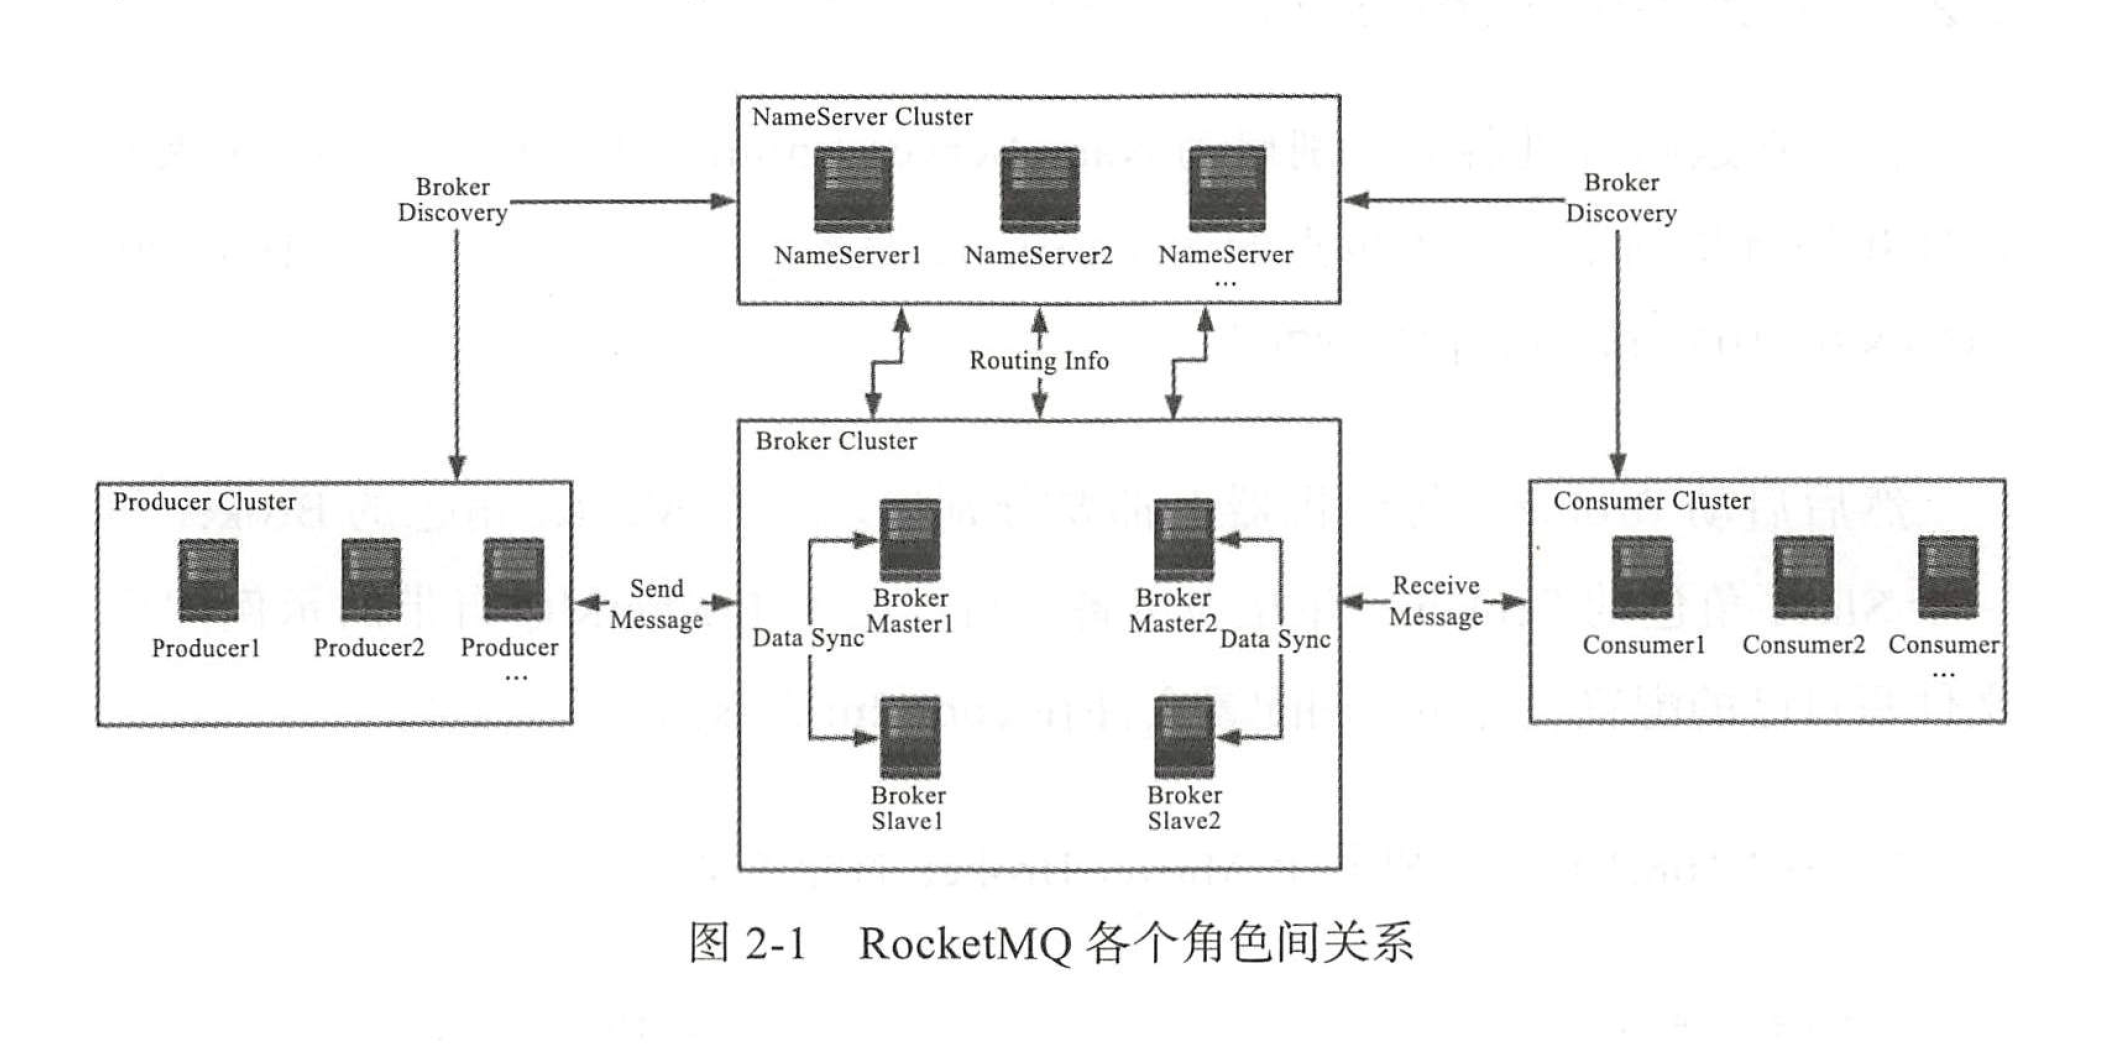 NameServer Cluster
NameServer1
NameServer2
NameServer
...
Broker
Discovery
Broker
Discovery
Routing Info
Producer Cluster
Producer1
Producer2
Producer
...
Send
Message
Broker Cluster
Broker
Master1
Broker
Master2
Data Sync
Data Sync
Broker
Slave1
Broker
Slave2
Receive
Message
Consumer Cluster
Consumer1
Consumer2
Consumer
...
图 2-1 RocketMQ 各个角色间关系